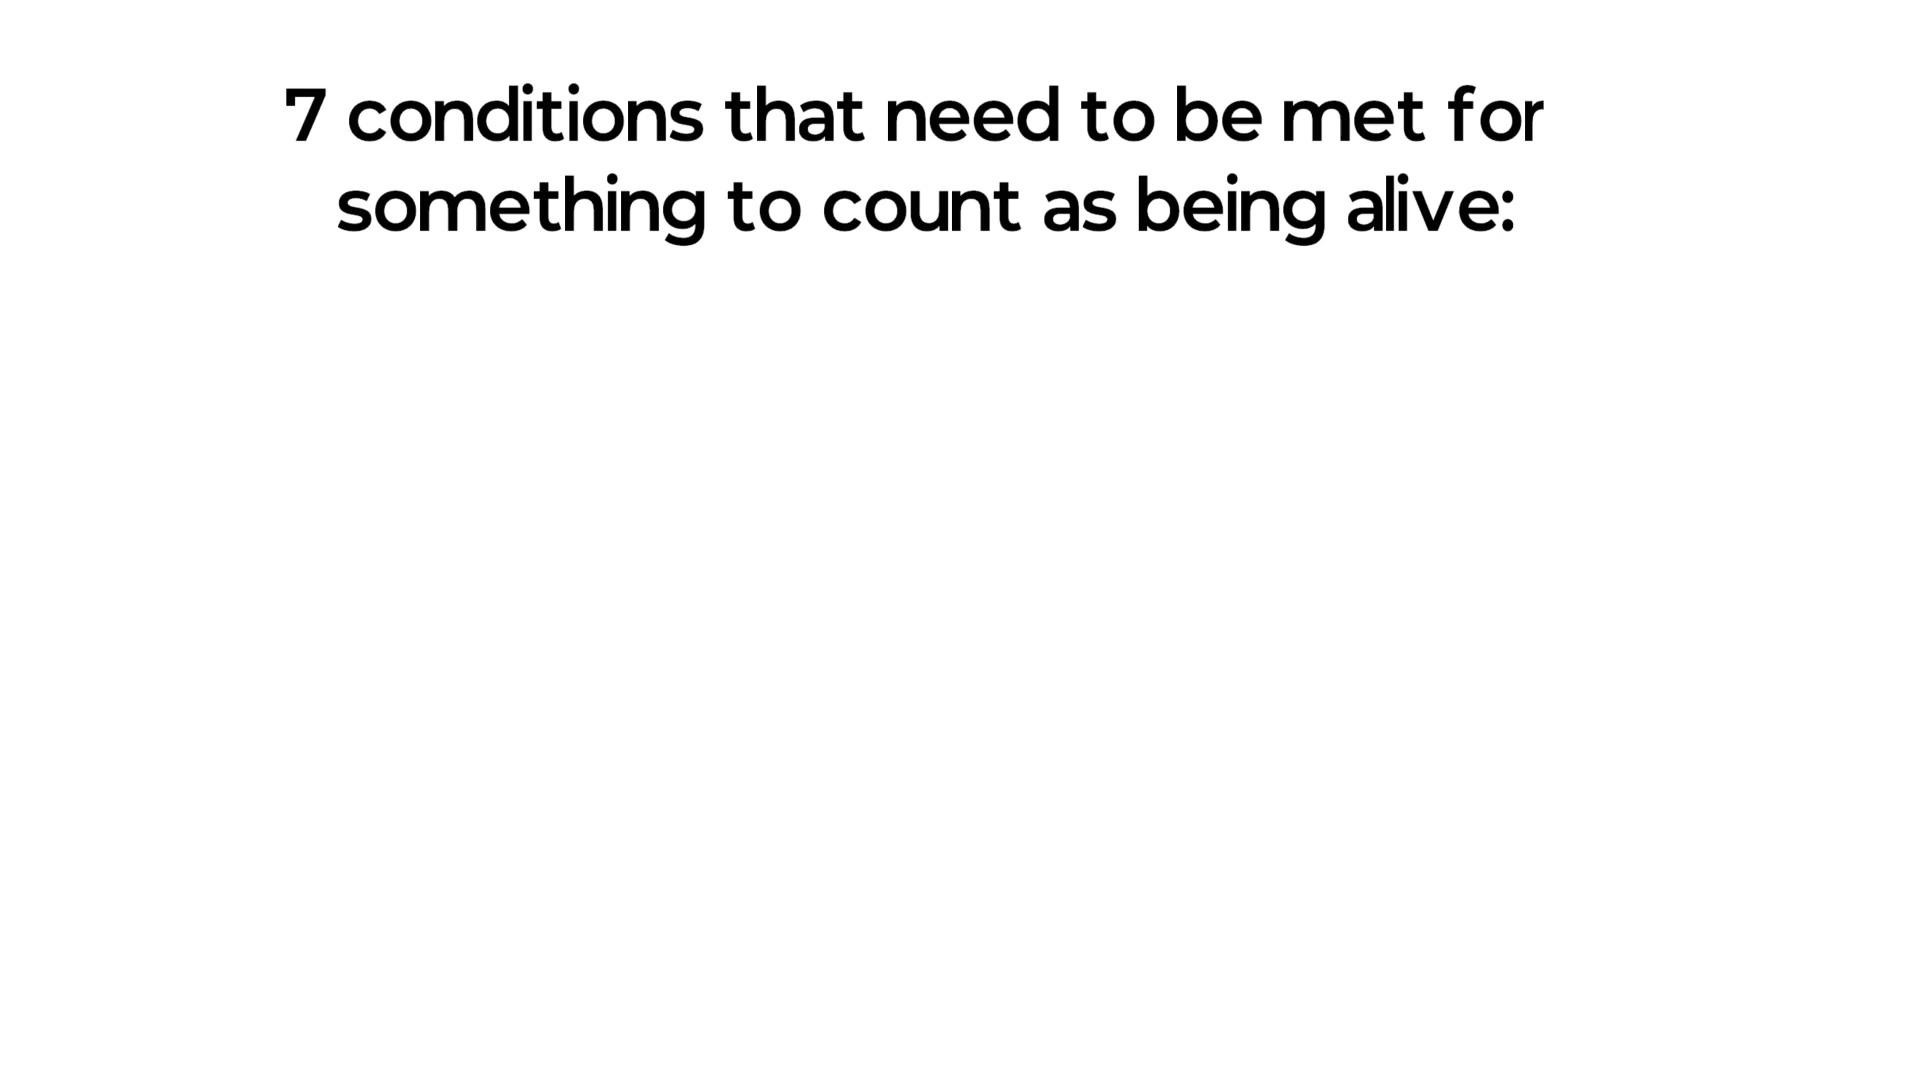 7 conditions that need to be met for
something to count as being alive: